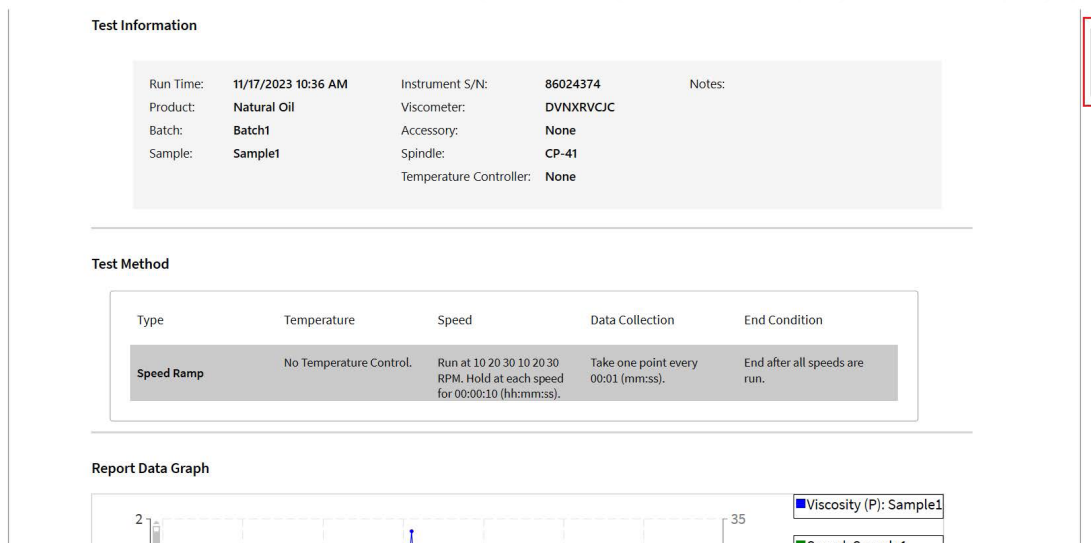 Test Information
Run Time: 11/17/2023 10:36 AM Instrument S/N: 86024374 Notes:
Product: Natural Oil Viscometer: DVNXRVCJC
Batch: Batch1 Accessory: None
Sample: Sample1 Spindle: CP-41
Temperature Controller: None
Test Method
Type Temperature Speed Data Collection End Condition
Speed Ramp
No Temperature Control.
Run at 10 20 30 10 20 30
RPM. Hold at each speed
for 00:00:10 (hh:mm:ss).
Take one point every
00:01 (mm:ss).
End after all speeds are
run.
Report Data Graph
2
35
Viscosity (P): Sample1